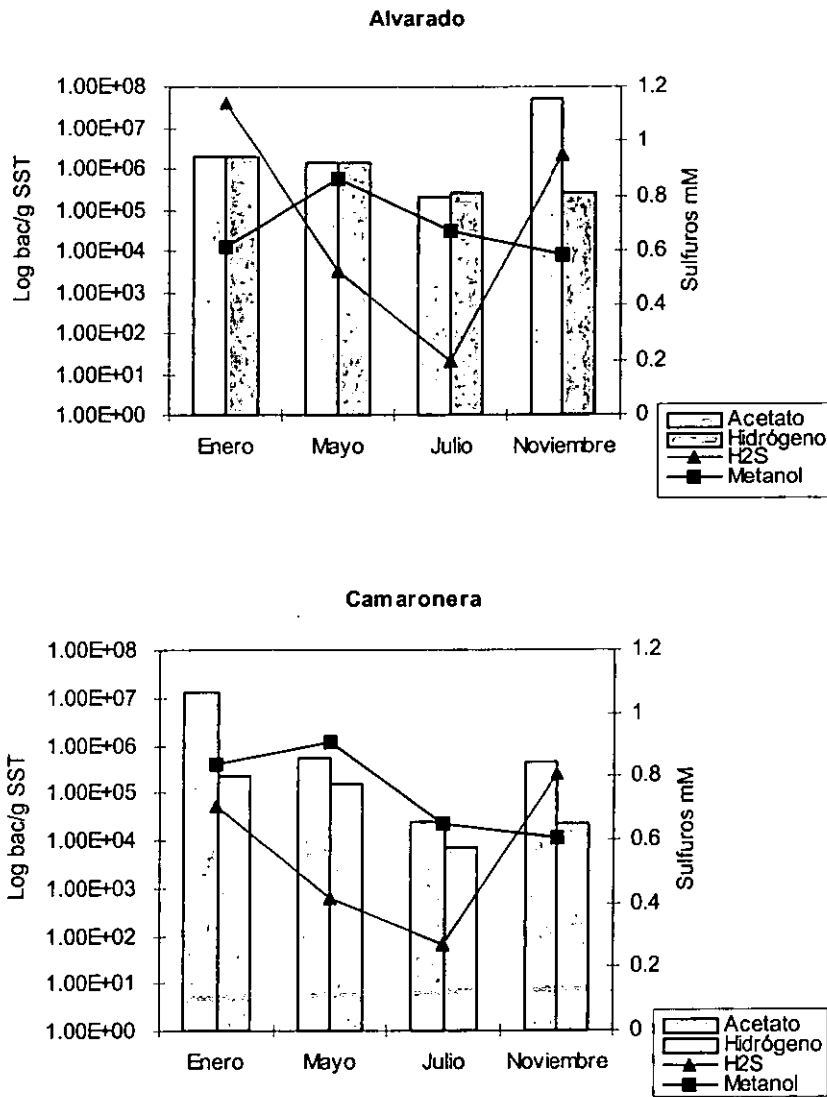 Alvarado
1.00E+08
1.00E+07
1.00E+06
1.00E+05
1.00E+04
1.00E+03
1.00E+02
1.00E+01
1.00E+00
Log bac/g SST
1.2
1
0.8
0.6
0.4
0.2
0
Sulfuros mM
Enero Mayo Julio Noviembre
Acetato
Hidrógeno
H2S
Metanol
Camaronera
1.00E+08
1.00E+07
1.00E+06
1.00E+05
1.00E+04
1.00E+03
1.00E+02
1.00E+01
1.00E+00
Log bac/g SST
1.2
1
0.8
0.6
0.4
0.2
0
Sulfuros mM
Enero Mayo Julio Noviembre
Acetato
Hidrógeno
H2S
Metanol